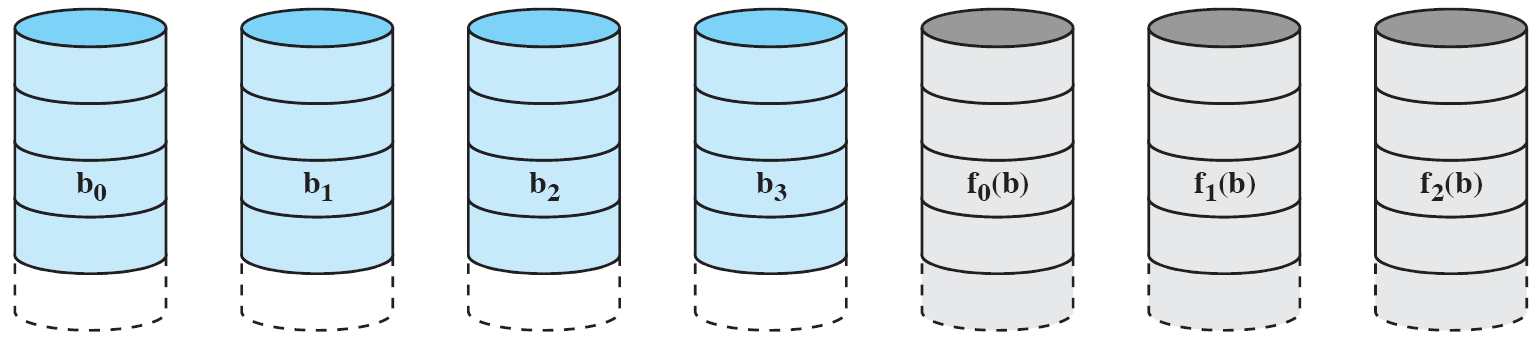 b₀ b₁ b₂ b₃ f₀(b) f₁(b) f₂(b)